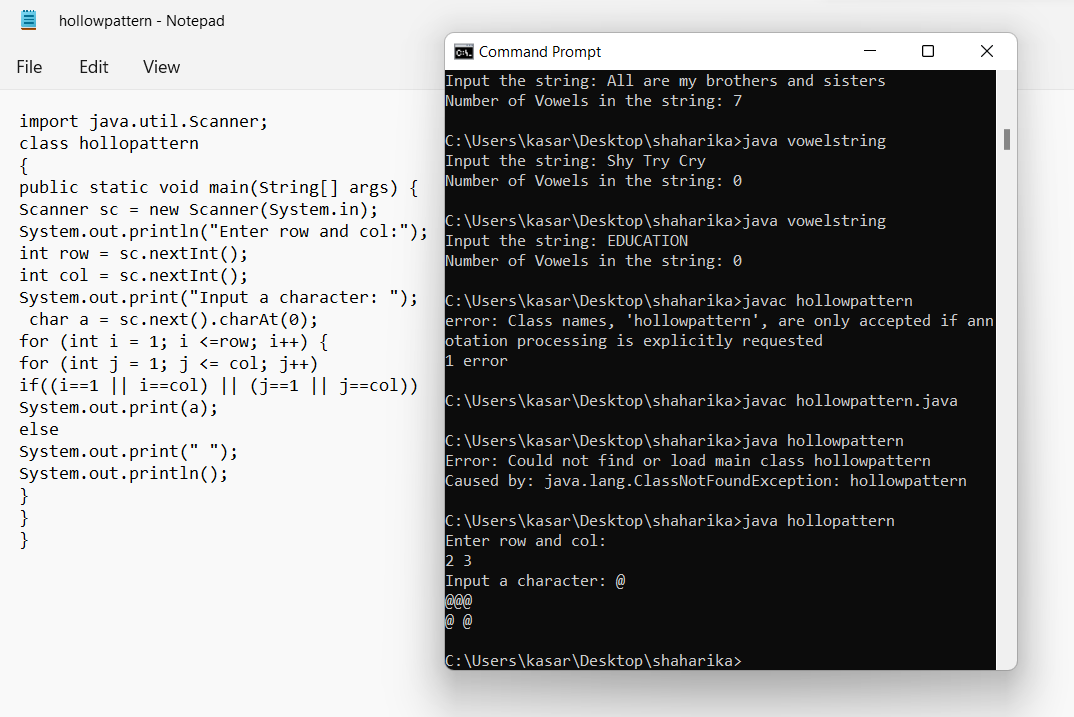 hollowpattern - Notepad
File Edit View
import java.util.Scanner;
class hollopattern
{
public static void main(String[] args) {
Scanner sc = new Scanner(System.in);
System.out.println("Enter row and col:");
int row = sc.nextInt();
int col = sc.nextInt();
System.out.print("Input a character: ");
 char a = sc.next().charAt(0);
for (int i = 1; i <=row; i++) {
for (int j = 1; j <= col; j++)
if((i==1 || i==col) || (j==1 || j==col))
System.out.print(a);
else
System.out.print(" ");
System.out.println();
}
}
}
Command Prompt
Input the string: All are my brothers and sisters
Number of Vowels in the string: 7
C:\Users\kasar\Desktop\shaharika>java vowelstring
Input the string: Shy Try Cry
Number of Vowels in the string: 0
C:\Users\kasar\Desktop\shaharika>java vowelstring
Input the string: EDUCATION
Number of Vowels in the string: 0
C:\Users\kasar\Desktop\shaharika>javac hollowpattern
error: Class names, 'hollowpattern', are only accepted if ann
otation processing is explicitly requested
1 error
C:\Users\kasar\Desktop\shaharika>javac hollowpattern.java
C:\Users\kasar\Desktop\shaharika>java hollowpattern
Error: Could not find or load main class hollowpattern
Caused by: java.lang.ClassNotFoundException: hollowpattern
C:\Users\kasar\Desktop\shaharika>java hollopattern
Enter row and col:
2 3
Input a character: @
@@@
@ @
C:\Users\kasar\Desktop\shaharika>